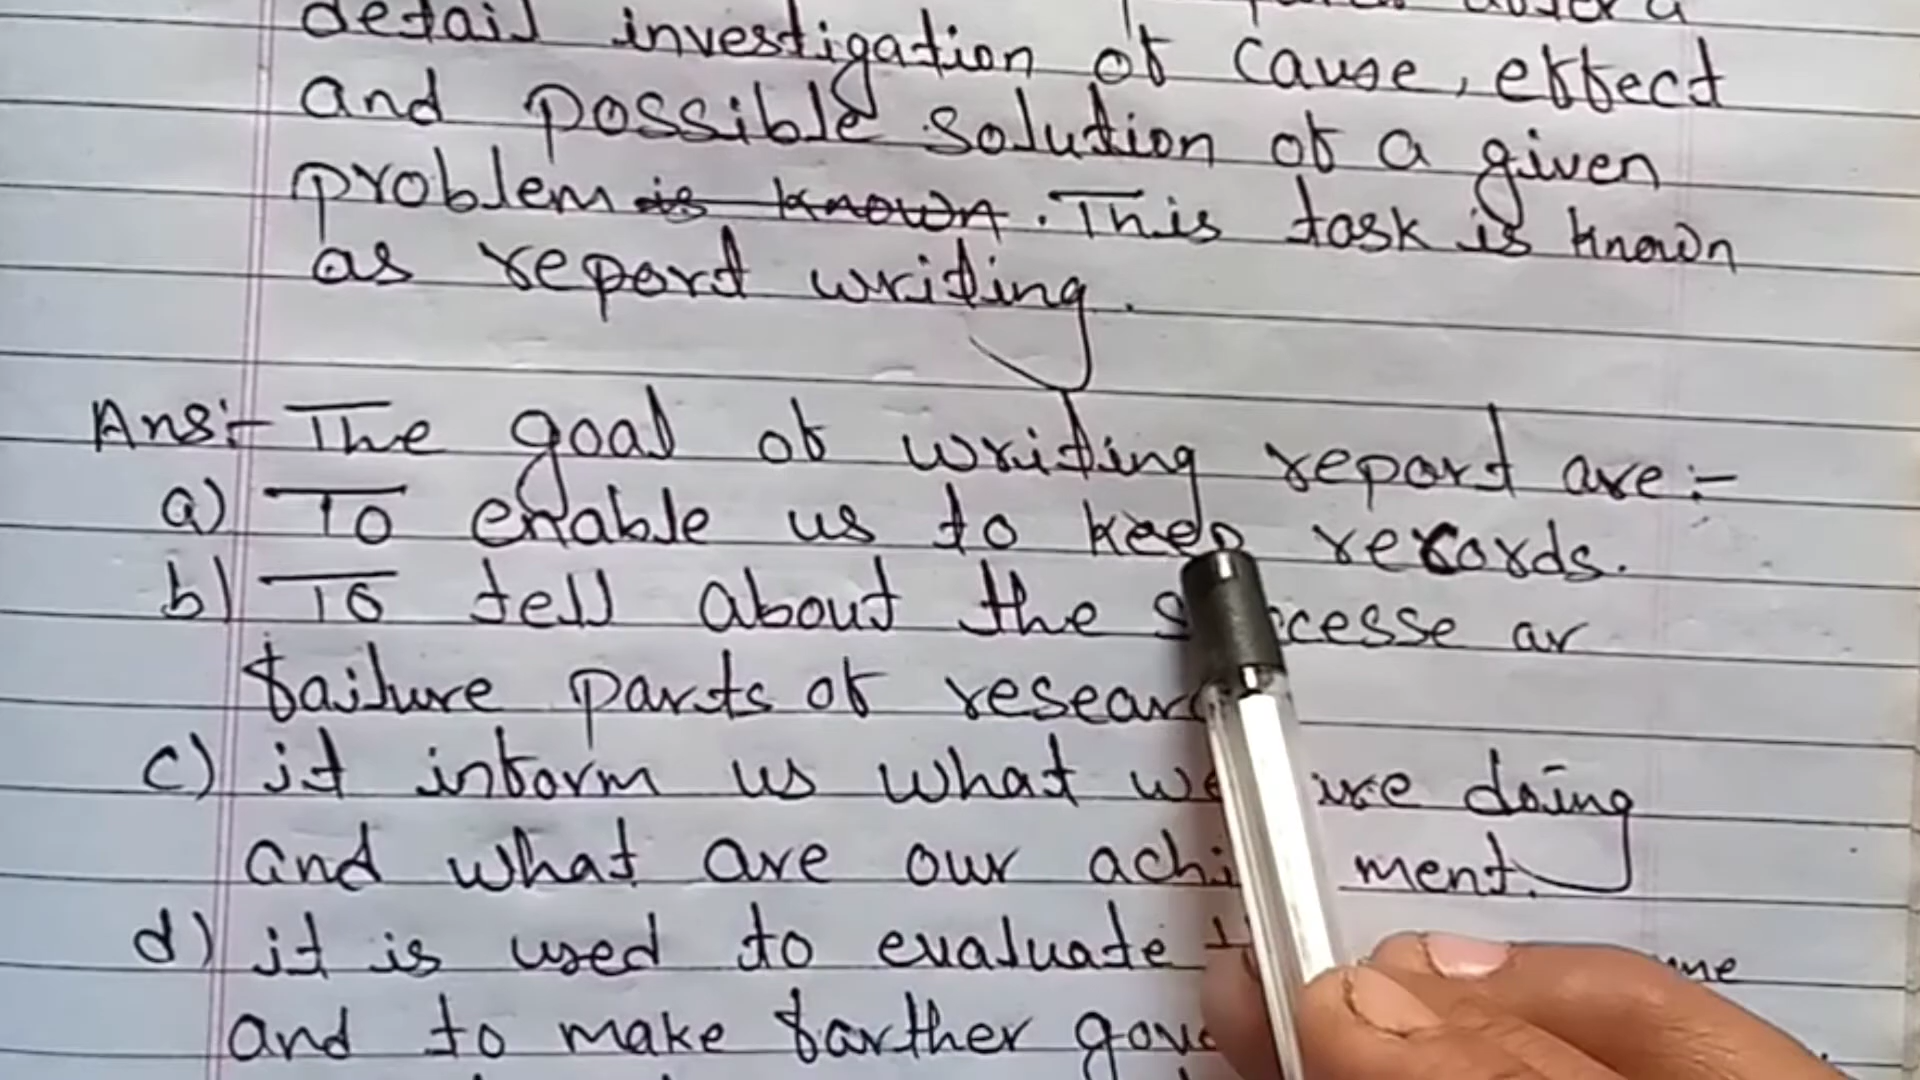 detail investigation of cause, effect
and possible solution of a given
problem is known. This task is known
as report writing.
Ans:- The goal of writing report are:-
a) To enable us to keep records.
b) To tell about the successe or
failure parts of
c) it inform us what we are doing
and what are our
d) it is used to evaluate
and to make farther